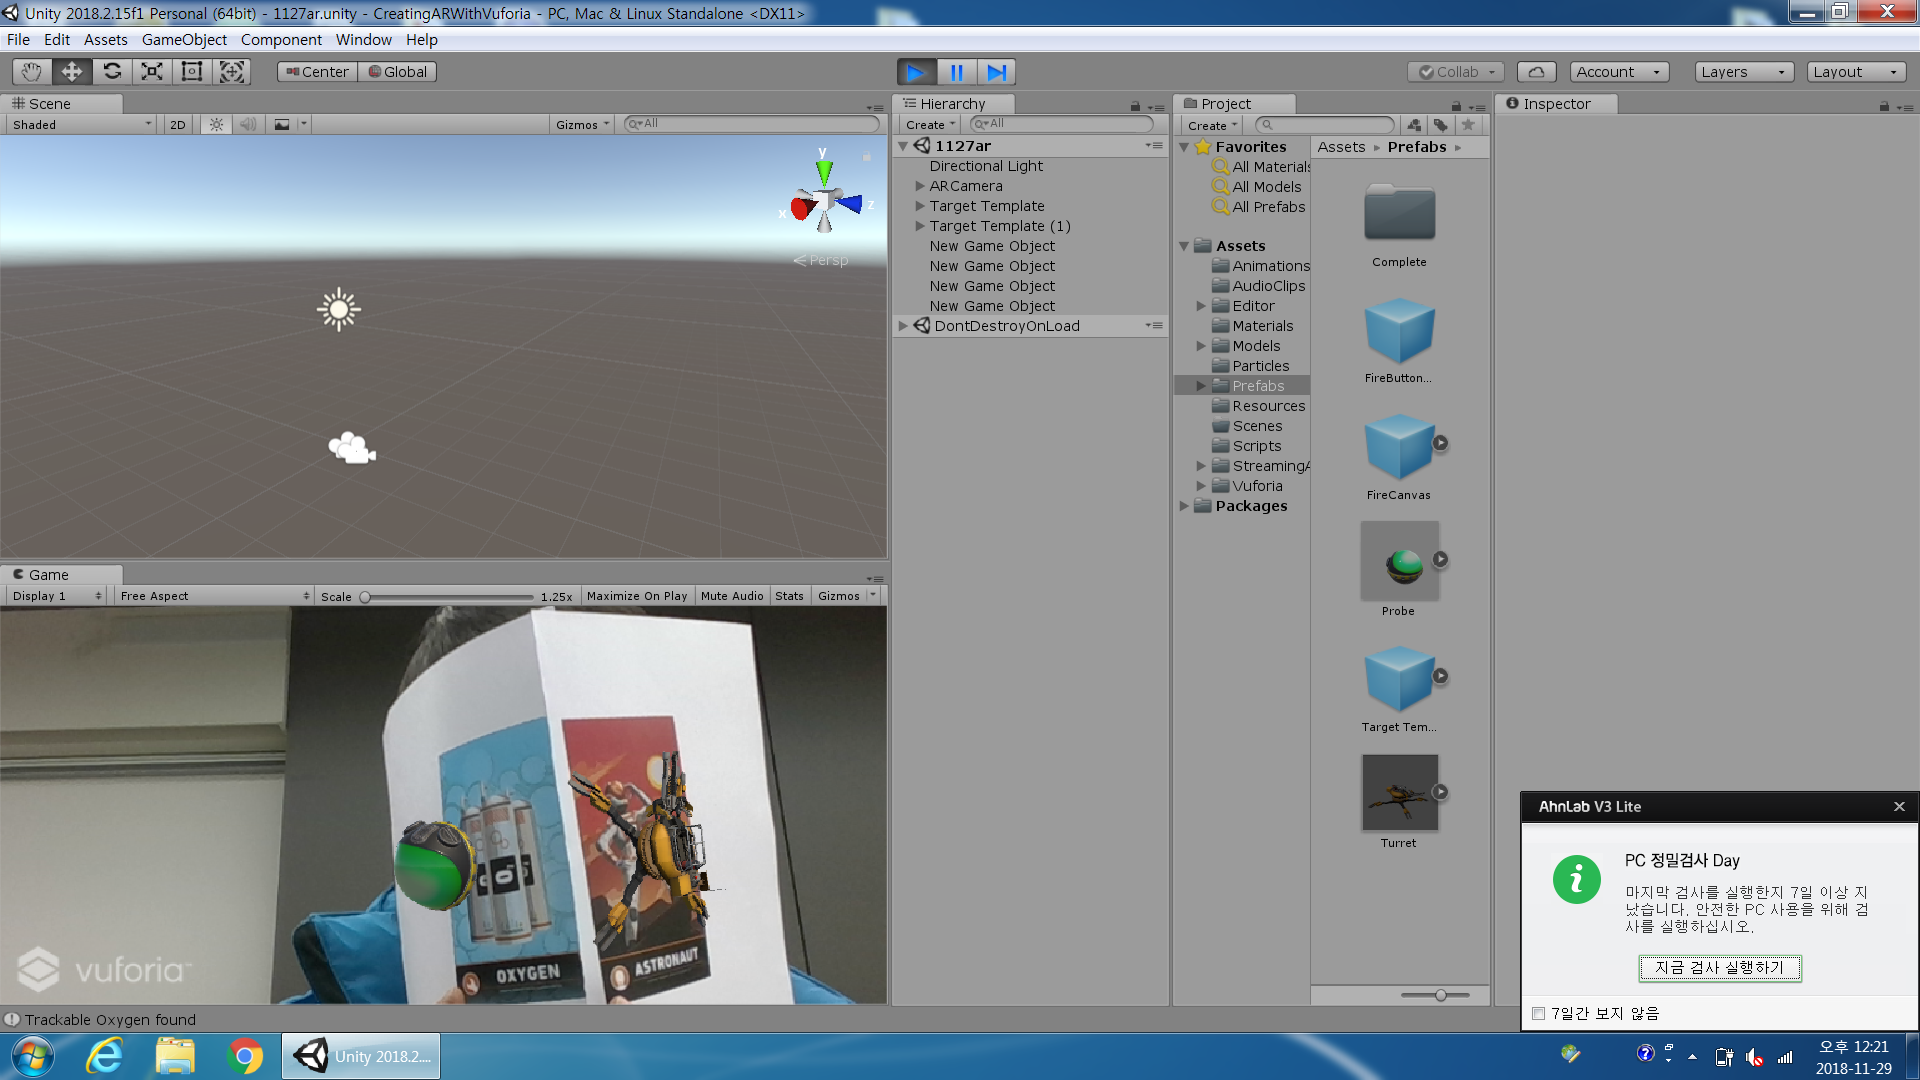 Unity 2018.2.15f1 Personal (64bit) - 1127ar.unity - CreatingARWithVuforia - PC, Mac & Linux Standalone <DX11>
File Edit Assets GameObject Component Window Help
Center Global Collab Account Layers Layout
Scene
Shaded 2D Gizmos All
y
x z
Persp
Hierarchy
Create All
1127ar
Directional Light
ARCamera
Target Template
Target Template (1)
New Game Object
New Game Object
New Game Object
New Game Object
DontDestroyOnLoad
Project
Create
Favorites
All Materials
All Models
All Prefabs
Assets
Animations
AudioClips
Editor
Materials
Models
Particles
Prefabs
Resources
Scenes
Scripts
StreamingA
Vuforia
Packages
Assets Prefabs
Complete
FireButton...
FireCanvas
Probe
Target Tem...
Turret
Inspector
Game
Display 1 Free Aspect Scale 1.25x Maximize On Play Mute Audio Stats Gizmos
OXYGEN
ASTRONAUT
vuforia™
Trackable Oxygen found
AhnLab V3 Lite
PC 정밀검사 Day
마지막 검사를 실행한지 7일 이상 지
났습니다. 안전한 PC 사용을 위해 검
사를 실행하십시오.
지금 검사 실행하기
7일간 보지 않음
Unity 2018.2....
오후 12:21
2018-11-29